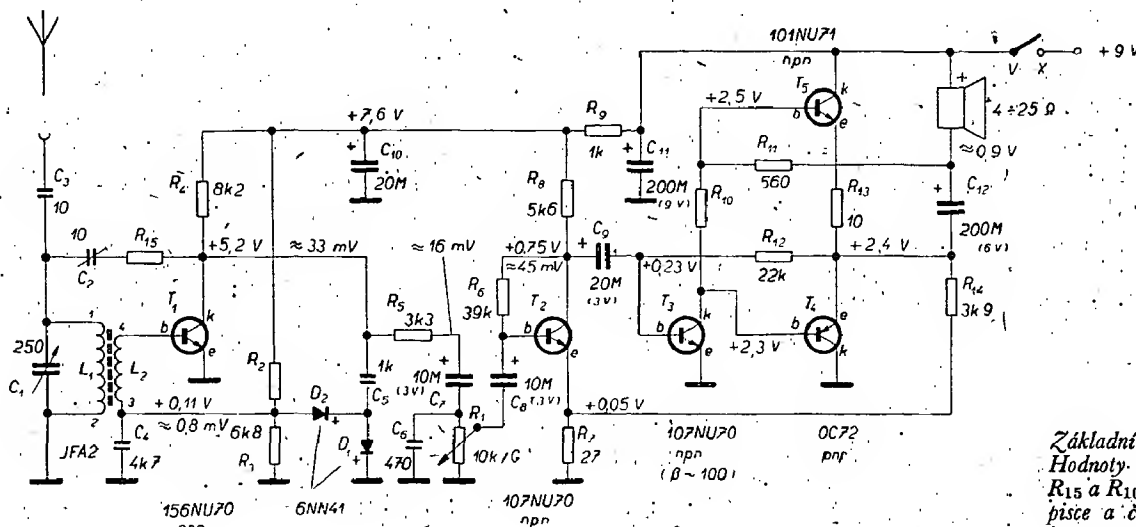 101NU71
npn
+ 9 V
V X
T5
k
b
e
+2,5 V
4÷25 Ω
≈0,9 V
+7,6 V
R9
1k
C10
20M
C11
200M
(9 V)
R11
560
R10
R13
10
C12
200M
(6 V)
C3
10
R4
8k2
R8
5k6
10
C2
R15
+5,2 V
≈ 33 mV
≈ 16 mV
+0,75 V
≈45 mV
C9
20M
(3V)
+0,23 V
R12
22k
+2,4 V
R14
3k9
T1
k
b
e
R5
3k3
R6
39k
T2
k
b
e
T3
k
b
e
T4
b
e
k
+2,3 V
250
C1
1
2
L1
4
3
L2
JFA2
R2
1k
C5
10M
(3V)
C7
10M
C8
+ 0,11 V
≈ 0,8 mV
D2
D1
6k8
R3
C4
4k7
C6
470
R1
10k/G
+0,05 V
R7
27
156NU70
6NN41
107NU70
npn
107NU70
npn
(β ~ 100)
OC72
pnp
Základní
Hodnoty
R15 a R10
pisce a č